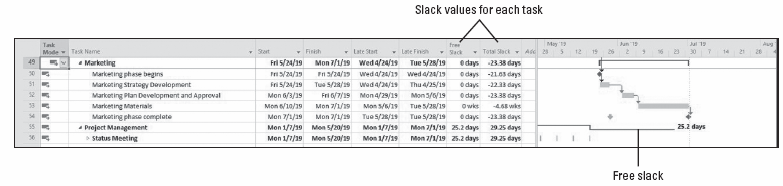 Slack values for each task
Task Mode Task Name Start Finish Late Start Late Finish Free Slack Total Slack Add May '19 Jun '19 Jul '19 Aug
29 5 12 19 26 2 9 16 23 30 7 14 21 28
49 Marketing Fri 5/24/19 Mon 7/1/19 Wed 4/24/19 Tue 5/28/19 0 days -23.38 days
50 Marketing phase begins Fri 5/24/19 Fri 5/24/19 Wed 4/24/19 Wed 4/24/19 0 days
51 Marketing Strategy Development Fri 5/24/19 Tue 5/28/19 Wed 4/24/19 Thu 4/25/19 0 days -22.33 days
52 Marketing Plan Development and Approval Mon 6/3/19 Fri 6/7/19 Mon 4/29/19 Mon 5/6/19 0 days -23.38 days
53 Marketing Materials Mon 6/10/19 Mon 7/1/19 Mon 5/6/19 Tue 5/28/19 0 wks -4.68 wks
54 Marketing phase complete Mon 7/1/19 Mon 7/1/19 Tue 5/28/19 Tue 5/28/19 0 days -23.38 days
55 Project Management Mon 1/7/19 Mon 5/20/19 Mon 1/7/19 Mon 7/1/19 25.2 days 29.25 days 25.2 days
56 Status Meeting Mon 1/7/19 Mon 5/20/19 Mon 1/7/19 Mon 7/1/19 25.2 days 29.25 days
Free slack